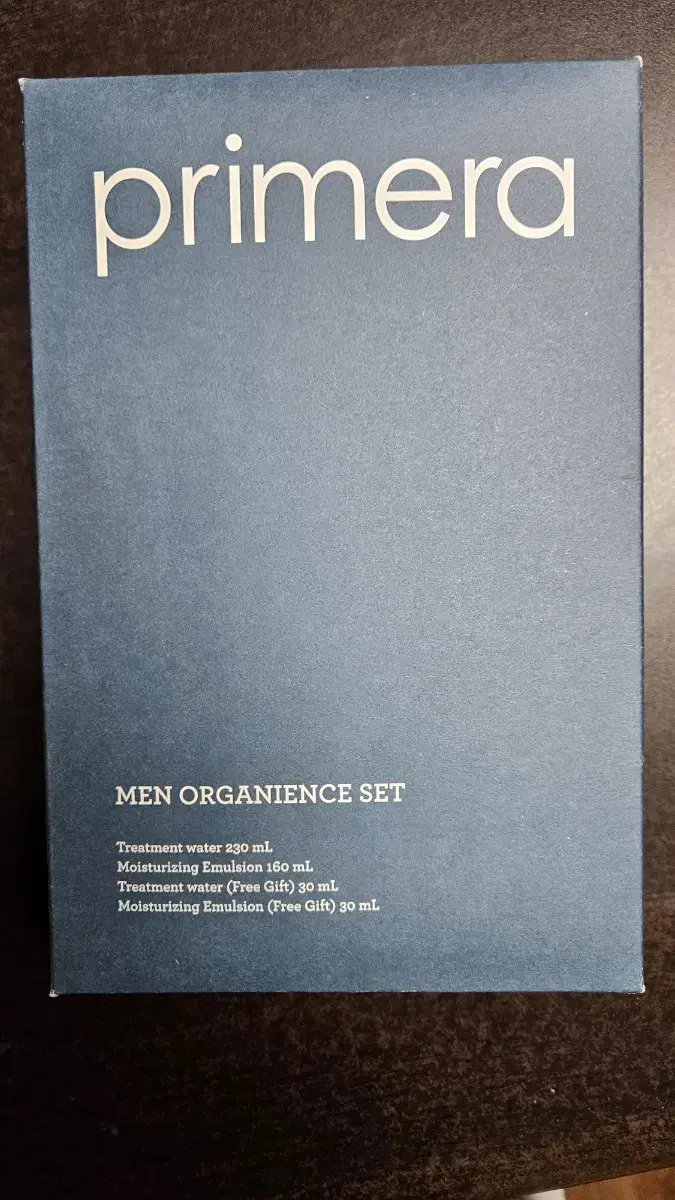 primera
MEN ORGANIENCE SET
Treatment water 230 mL
Moisturizing Emulsion 160 mL
Treatment water (Free Gift) 30 mL
Moisturizing Emulsion (Free Gift) 30 mL